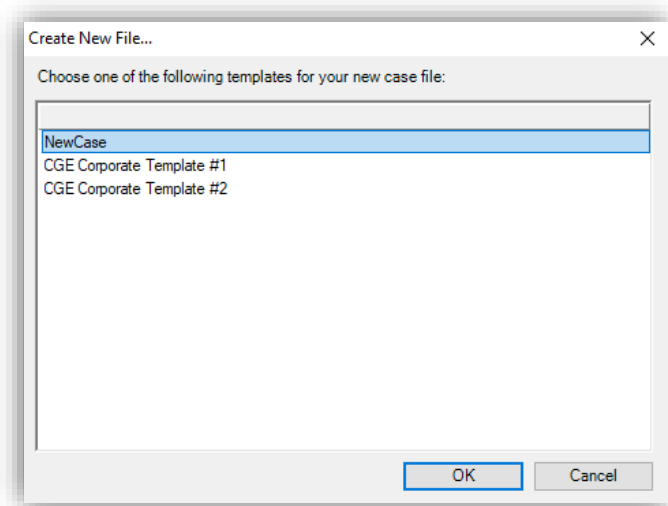 Create New File...
Choose one of the following templates for your new case file:
NewCase
CGE Corporate Template #1
CGE Corporate Template #2
OK
Cancel